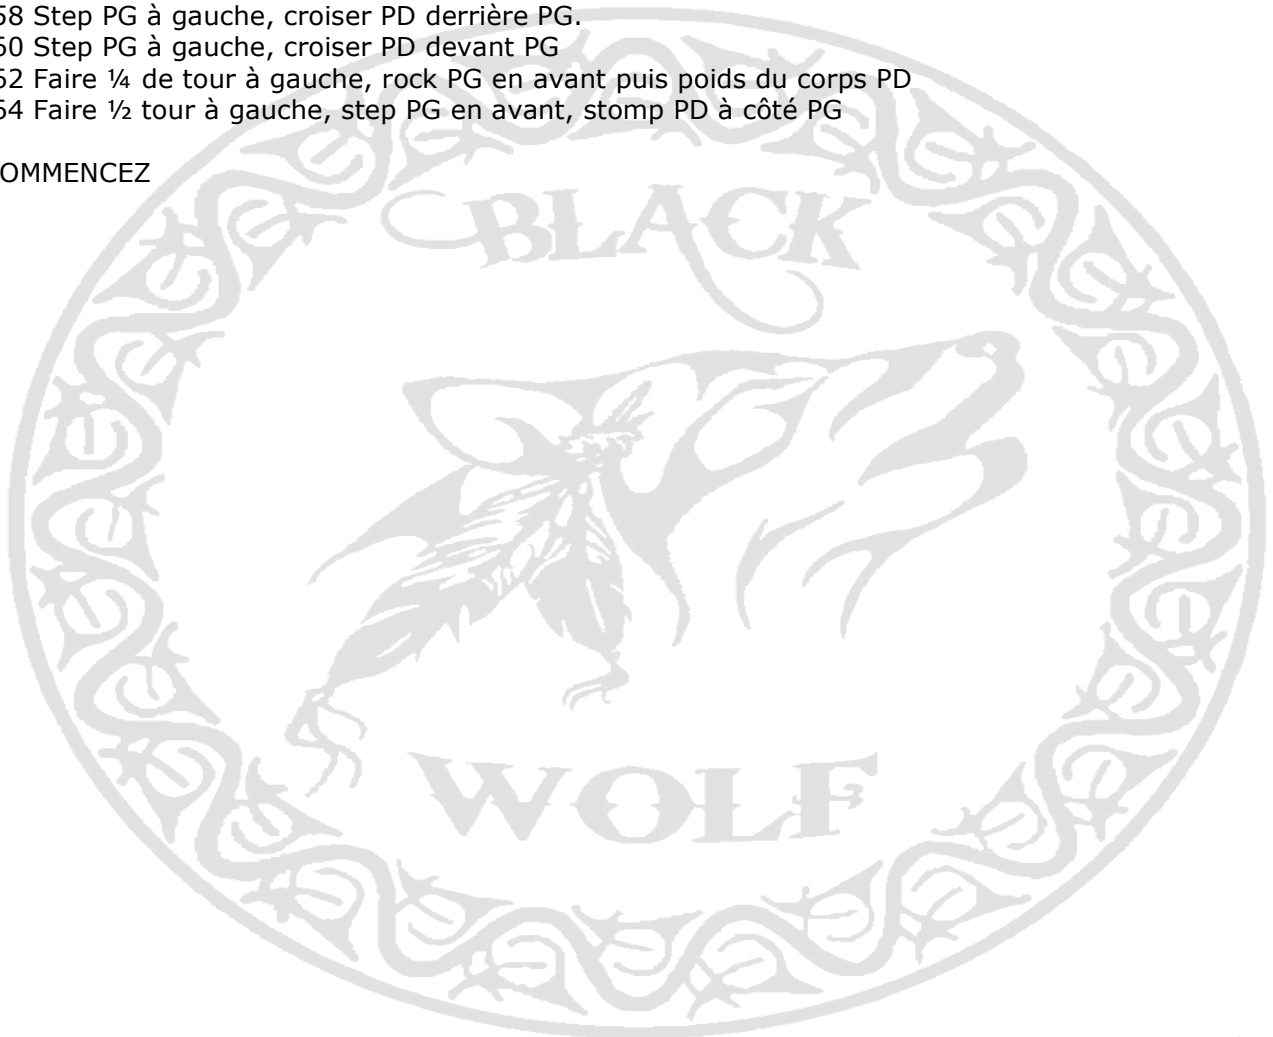 58 Step PG à gauche, croiser PD derrière PG.
60 Step PG à gauche, croiser PD devant PG
62 Faire ¼ de tour à gauche, rock PG en avant puis poids du corps PD
64 Faire ½ tour à gauche, step PG en avant, stomp PD à côté PG
OMMENCEZ
BLACK
WOLF